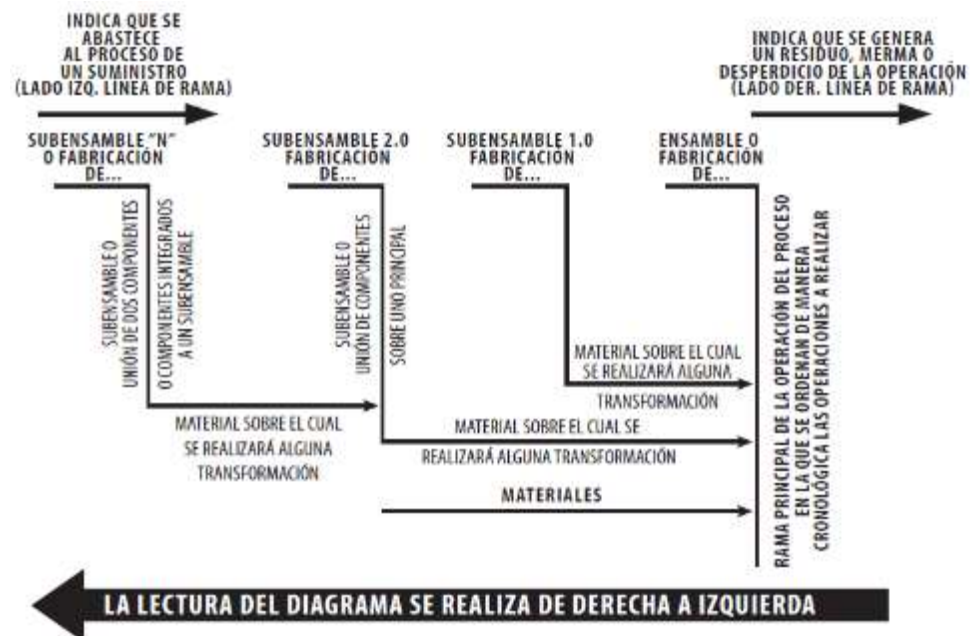 INDICA QUE SE
ABASTECE
AL PROCESO DE
UN SUMINISTRO
(LADO IZQ. LÍNEA DE RAMA)
INDICA QUE SE GENERA
UN RESIDUO, MERMA O
DESPERDICIO DE LA OPERACIÓN
(LADO DER. LÍNEA DE RAMA)
SUBENSAMBLE "N"
O FABRICACIÓN
DE...
SUBENSAMBLE 2.0
FABRICACIÓN
DE...
SUBENSAMBLE 1.0
FABRICACIÓN
DE...
ENSAMBLE O
FABRICACIÓN
DE...
SUBENSAMBLE O
UNIÓN DE DOS COMPONENTES
O COMPONENTES INTEGRADOS
A UN SUBENSAMBLE
SUBENSAMBLE O
UNIÓN DE COMPONENTES
SOBRE UNO PRINCIPAL
RAMA PRINCIPAL DE LA OPERACIÓN DEL PROCESO
EN LA QUE SE ORDENAN DE MANERA
CRONOLÓGICA LAS OPERACIONES A REALIZAR
MATERIAL SOBRE EL CUAL
SE REALIZARÁ ALGUNA
TRANSFORMACIÓN
MATERIAL SOBRE EL CUAL
SE REALIZARÁ ALGUNA
TRANSFORMACIÓN
MATERIAL SOBRE EL CUAL SE
REALIZARÁ ALGUNA TRANSFORMACIÓN
MATERIALES
LA LECTURA DEL DIAGRAMA SE REALIZA DE DERECHA A IZQUIERDA